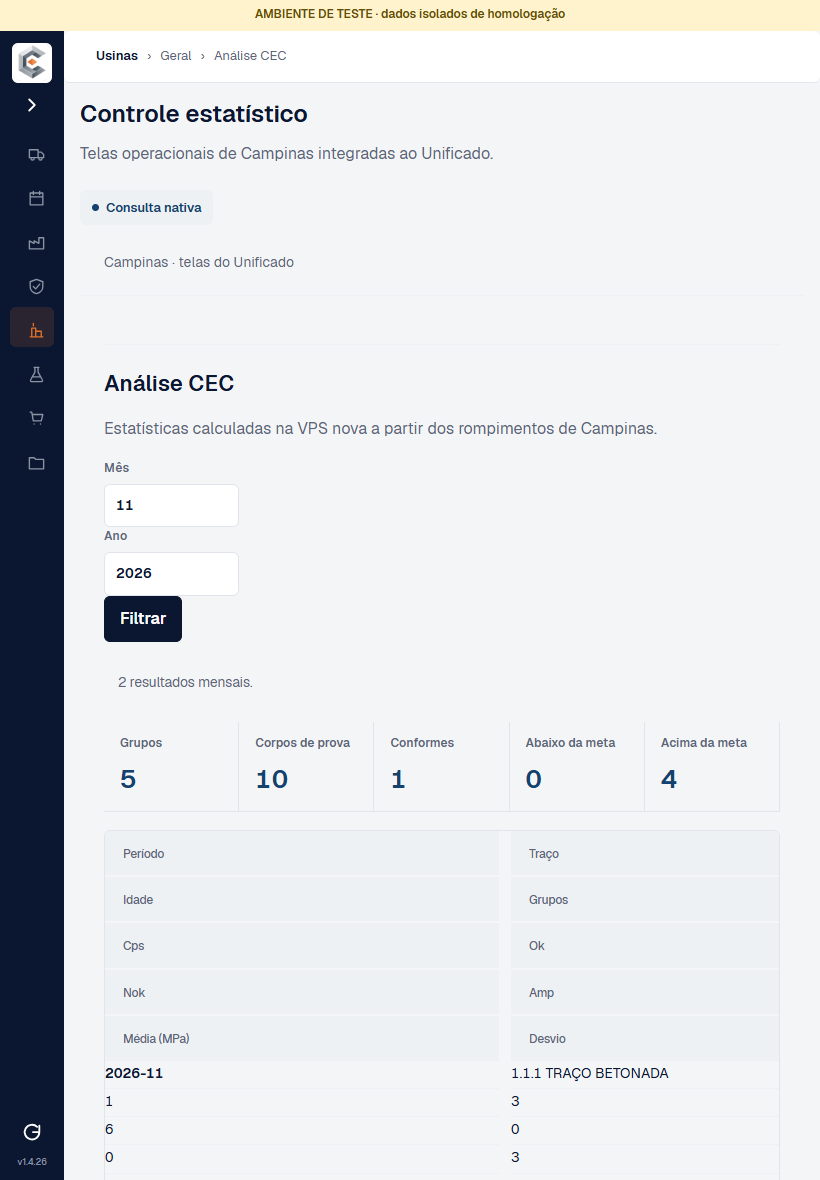 AMBIENTE DE TESTE · dados isolados de homologação
Usinas › Geral › Análise CEC
Controle estatístico
Telas operacionais de Campinas integradas ao Unificado.
Consulta nativa
Campinas · telas do Unificado
Análise CEC
Estatísticas calculadas na VPS nova a partir dos rompimentos de Campinas.
Mês
11
Ano
2026
Filtrar
2 resultados mensais.
Grupos Corpos de prova Conformes Abaixo da meta Acima da meta
5 10 1 0 4
Período Traço
Idade Grupos
Cps Ok
Nok Amp
Média (MPa) Desvio
2026-11 1.1.1 TRAÇO BETONADA
1 3
6 0
0 3
v1.4.26